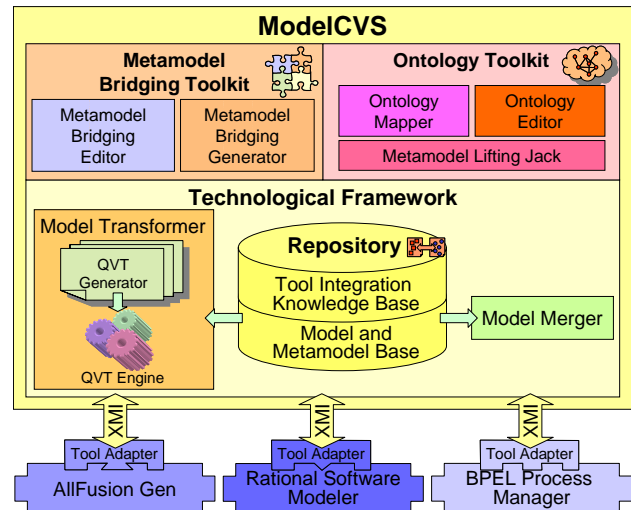 ModelCVS
Metamodel
Bridging Toolkit
Metamodel
Bridging
Editor
Metamodel
Bridging
Generator
Ontology Toolkit
Ontology
Mapper
Ontology
Editor
Metamodel Lifting Jack
Technological Framework
Model Transformer
QVT
Generator
QVT Engine
Repository
Tool Integration
Knowledge Base
Model and
Metamodel Base
Model Merger
XMI
XMI
XMI
Tool Adapter
AllFusion Gen
Tool Adapter
Rational Software
Modeler
Tool Adapter
BPEL Process
Manager